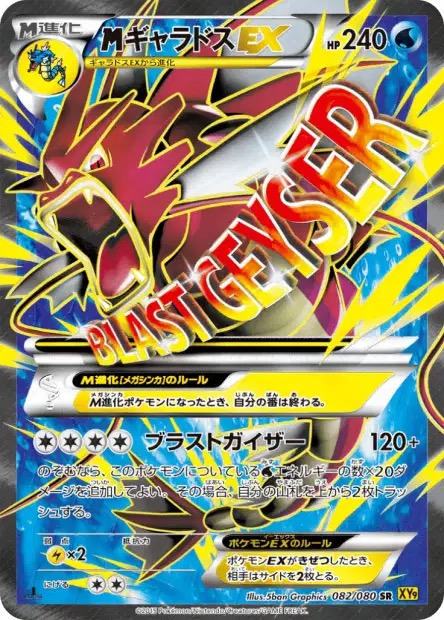 M進化
MギャラドスEX
HP240
ギャラドスEXから進化
BLAST GEYSER
M進化[メガシンカ]のルール
M進化ポケモンになったとき、自分の番は終わる。
ブラストガイザー 120+
のぞむなら、このポケモンについているエネルギーの数×20ダ
メージを追加してよい。その場合、自分の山札を上から2枚トラッ
シュする。
弱点 抵抗力
×2
にげる
ポケモンEXのルール
ポケモンEXがきぜつしたとき、
相手はサイドを2枚とる。
Illus.5ban Graphics 082/080 SR XY9
©2015 Pokémon/Nintendo/Creatures/GAME FREAK.